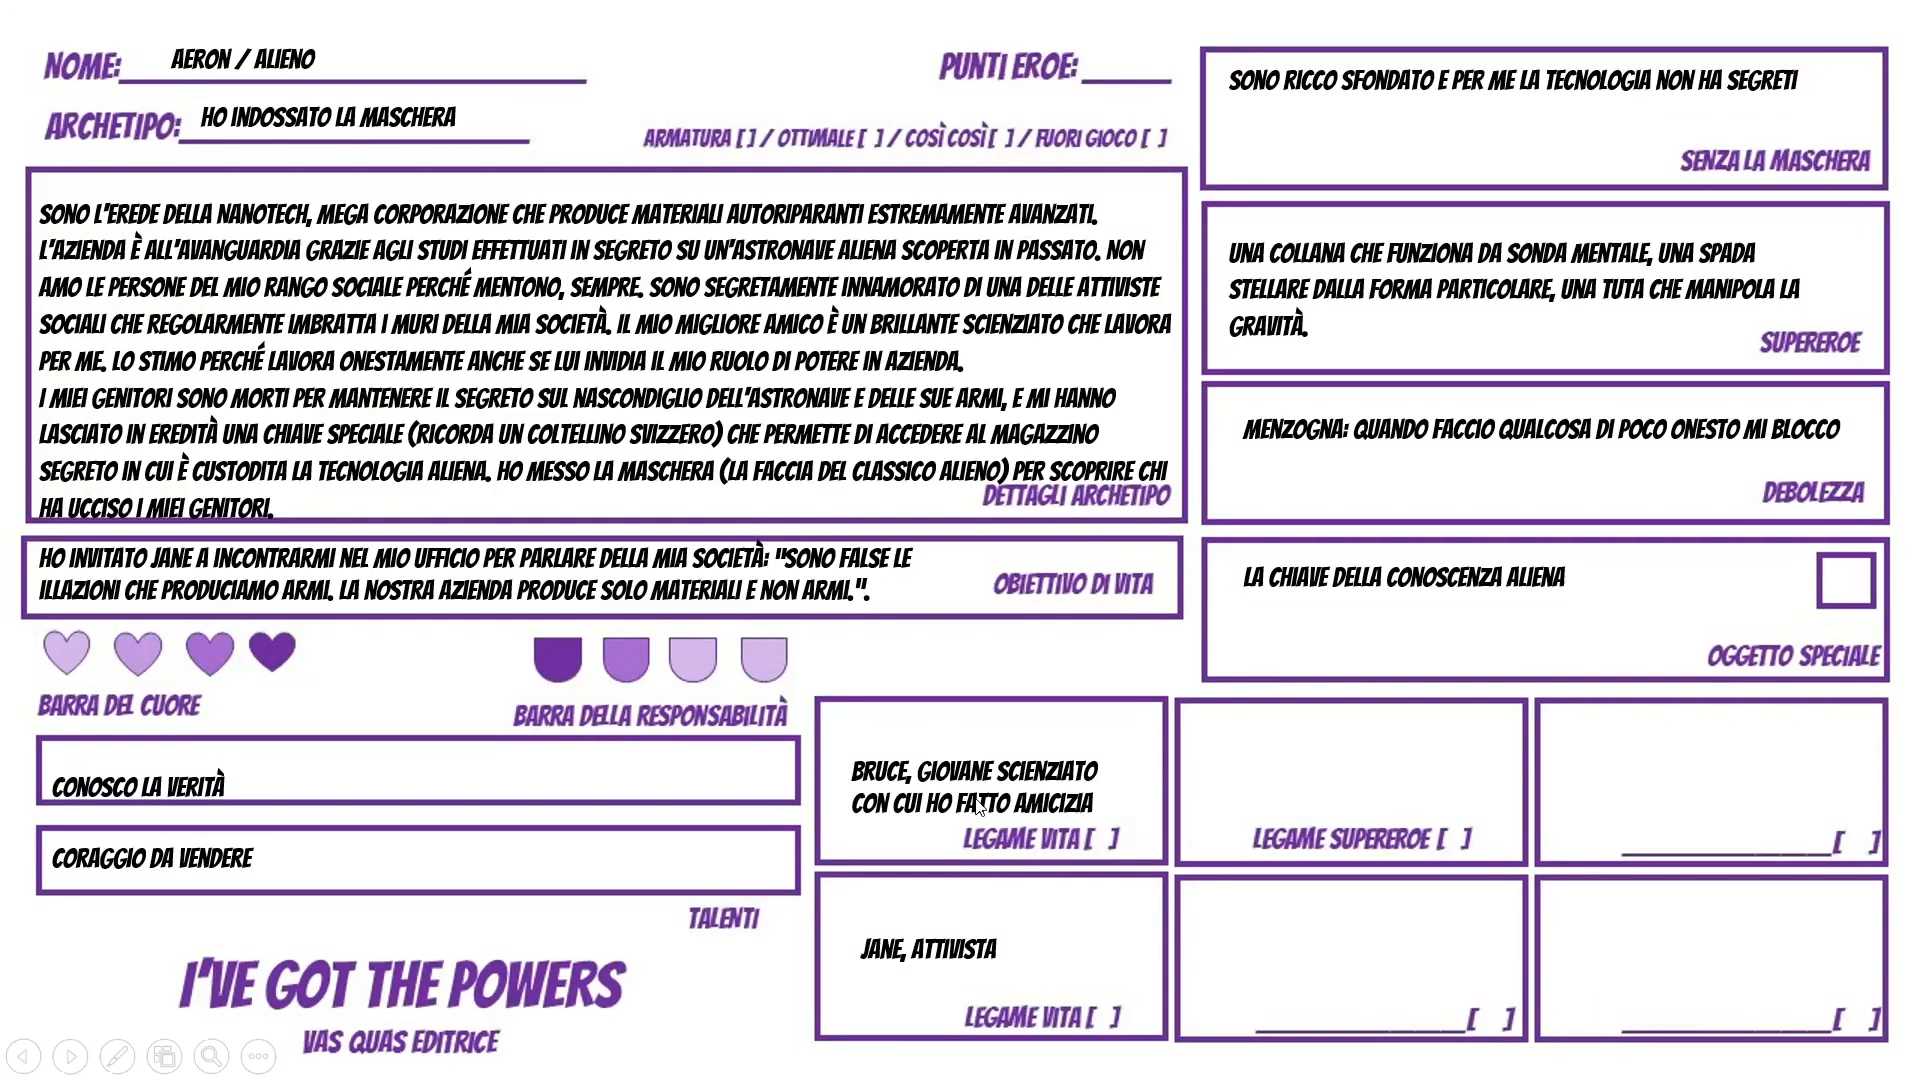 NOME: AERON / ALIENO
PUNTI EROE: ______
ARCHETIPO: HO INDOSSATO LA MASCHERA
ARMATURA [ ] / OTTIMALE [ ] / COSÌ COSÌ [ ] / FUORI GIOCO [ ]
SONO L'EREDE DELLA NANOTECH, MEGA CORPORAZIONE CHE PRODUCE MATERIALI AUTORIPARANTI ESTREMAMENTE AVANZATI.
L'AZIENDA È ALL'AVANGUARDIA GRAZIE AGLI STUDI EFFETTUATI IN SEGRETO SU UN'ASTRONAVE ALIENA SCOPERTA IN PASSATO. NON
AMO LE PERSONE DEL MIO RANGO SOCIALE PERCHÉ MENTONO, SEMPRE. SONO SEGRETAMENTE INNAMORATO DI UNA DELLE ATTIVISTE
SOCIALI CHE REGOLARMENTE IMBRATTA I MURI DELLA MIA SOCIETÀ. IL MIO MIGLIORE AMICO È UN BRILLANTE SCIENZIATO CHE LAVORA
PER ME. LO STIMO PERCHÉ LAVORA ONESTAMENTE ANCHE SE LUI INVIDIA IL MIO RUOLO DI POTERE IN AZIENDA.
I MIEI GENITORI SONO MORTI PER MANTENERE IL SEGRETO SUL NASCONDIGLIO DELL'ASTRONAVE E DELLE SUE ARMI, E MI HANNO
LASCIATO IN EREDITÀ UNA CHIAVE SPECIALE (RICORDA UN COLTELLINO SVIZZERO) CHE PERMETTE DI ACCEDERE AL MAGAZZINO
SEGRETO IN CUI È CUSTODITA LA TECNOLOGIA ALIENA. HO MESSO LA MASCHERA (LA FACCIA DEL CLASSICO ALIENO) PER SCOPRIRE CHI
HA UCCISO I MIEI GENITORI.
DETTAGLI ARCHETIPO
HO INVITATO JANE A INCONTRARMI NEL MIO UFFICIO PER PARLARE DELLA MIA SOCIETÀ: "SONO FALSE LE
ILLAZIONI CHE PRODUCIAMO ARMI. LA NOSTRA AZIENDA PRODUCE SOLO MATERIALI E NON ARMI.".
OBIETTIVO DI VITA
BARRA DEL CUORE
BARRA DELLA RESPONSABILITÀ
CONOSCO LA VERITÀ
CORAGGIO DA VENDERE
TALENTI
I'VE GOT THE POWERS
VAS QUAS EDITRICE
SONO RICCO SFONDATO E PER ME LA TECNOLOGIA NON HA SEGRETI
SENZA LA MASCHERA
UNA COLLANA CHE FUNZIONA DA SONDA MENTALE, UNA SPADA
STELLARE DALLA FORMA PARTICOLARE, UNA TUTA CHE MANIPOLA LA
GRAVITÀ.
SUPEREROE
MENZOGNA: QUANDO FACCIO QUALCOSA DI POCO ONESTO MI BLOCCO
DEBOLEZZA
LA CHIAVE DELLA CONOSCENZA ALIENA
OGGETTO SPECIALE
BRUCE, GIOVANE SCIENZIATO
CON CUI HO FATTO AMICIZIA
LEGAME VITA [ ]
LEGAME SUPEREROE [ ]
______________[ ]
JANE, ATTIVISTA
LEGAME VITA [ ]
______________[ ]
______________[ ]